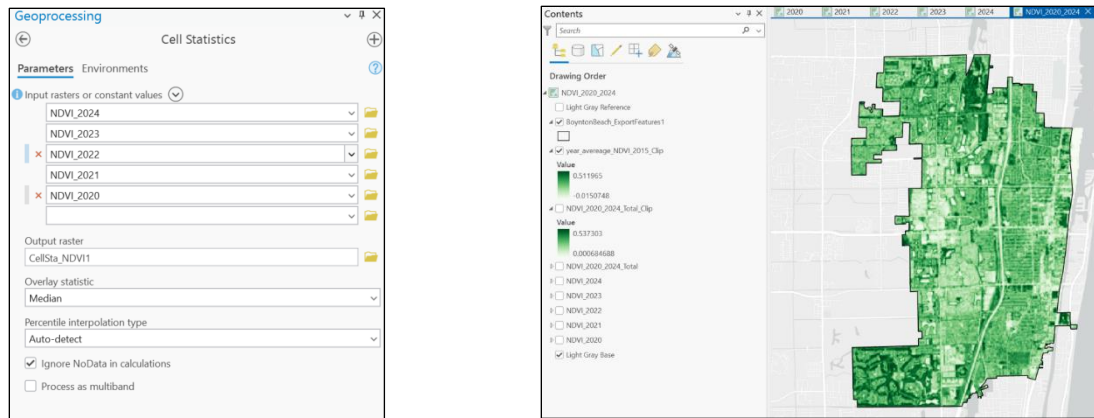 Geoprocessing
Cell Statistics
Parameters Environments
Input rasters or constant values
NDVI_2024
NDVI_2023
NDVI_2022
NDVI_2021
NDVI_2020
Output raster
CellSta_NDVI1
Overlay statistic
Median
Percentile interpolation type
Auto-detect
Ignore NoData in calculations
Process as multiband
Contents
Search
Drawing Order
NDVI_2020_2024
Light Gray Reference
BoyntonBeach_ExportFeatures1
year_avereage_NDVI_2015_Clip
Value
0.511965
-0.0150748
NDVI_2020_2024_Total_Clip
Value
0.537303
0.000684688
NDVI_2020_2024_Total
NDVI_2024
NDVI_2023
NDVI_2022
NDVI_2021
NDVI_2020
Light Gray Base
2020 2021 2022 2023 2024 NDVI_2020_2024